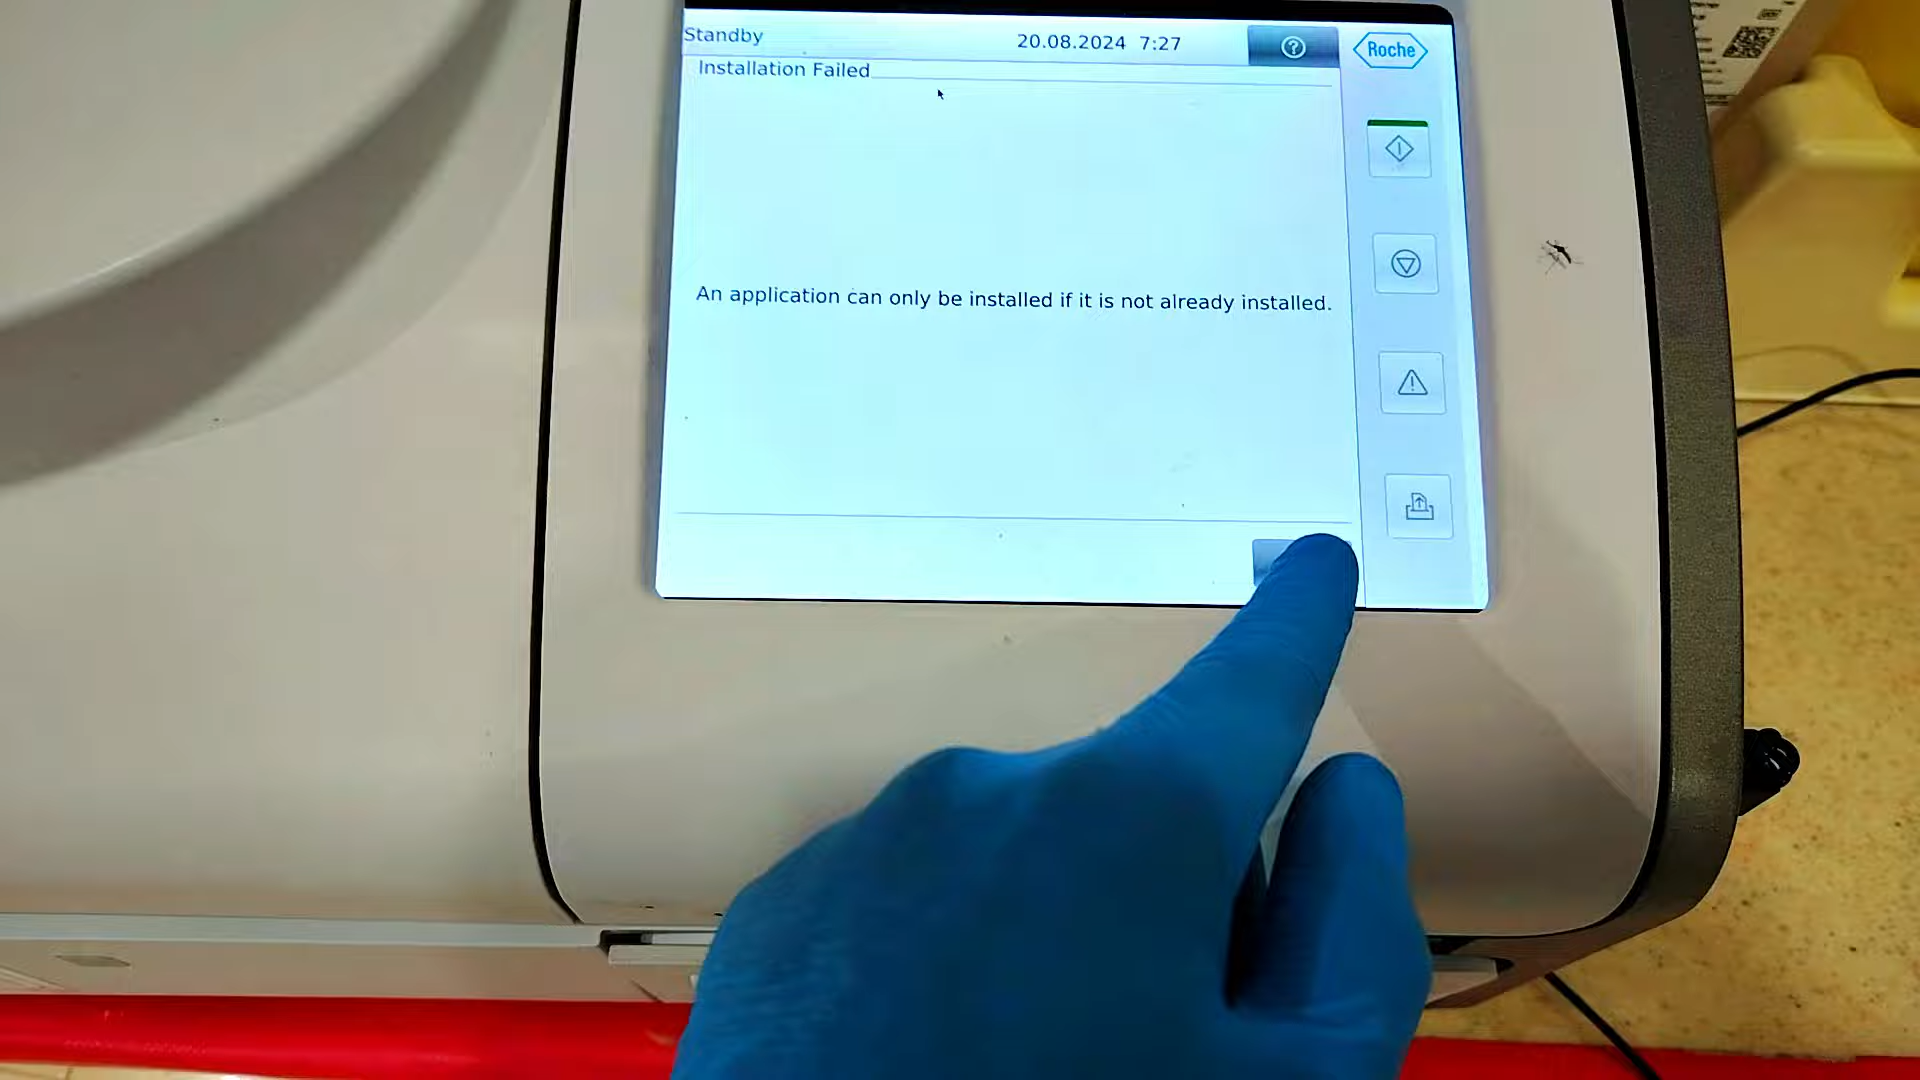 Standby
20.08.2024 7:27
Roche
Installation Failed
An application can only be installed if it is not already installed.